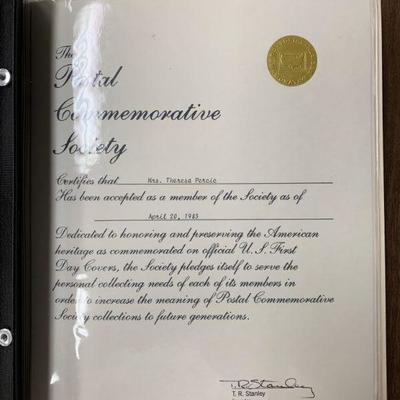 The
Postal
Commemorative
Society
Certifies that Mrs. Theresa Percic
Has been accepted as a member of the Society as of
April 20, 1983
Dedicated to honoring and preserving the American
heritage as commemorated on official U.S. First
Day Covers, the Society pledges itself to serve the
personal collecting needs of each of its members in
order to increase the meaning of Postal Commemorative
Society collections to future generations.
T.R. Stanley
T. R. Stanley